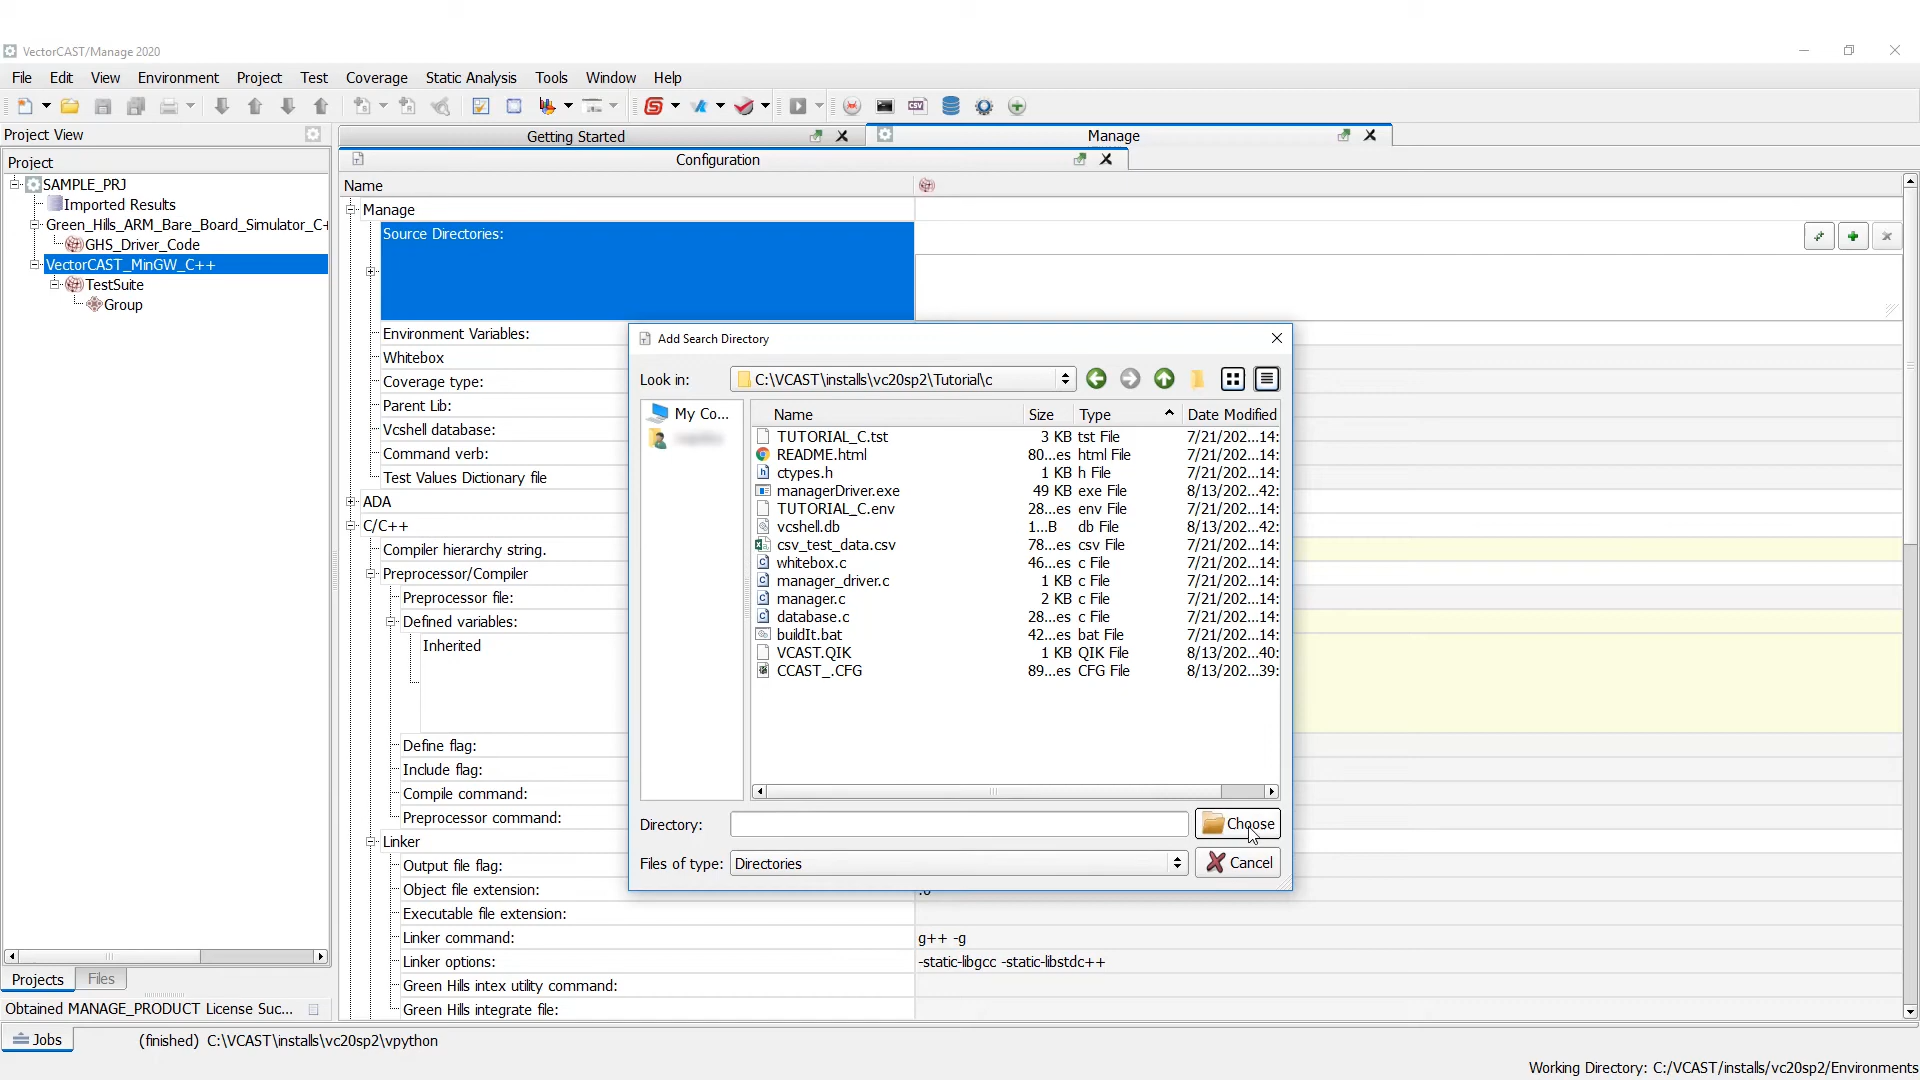 VectorCAST/Manage 2020
File Edit View Environment Project Test Coverage Static Analysis Tools Window Help
Project View
Getting Started
Manage
Configuration
Project
SAMPLE_PRJ
Imported Results
Green_Hills_ARM_Bare_Board_Simulator_C+
GHS_Driver_Code
VectorCAST_MinGW_C++
TestSuite
Group
Name
Manage
Source Directories:
Environment Variables:
Whitebox
Coverage type:
Parent Lib:
Vcshell database:
Command verb:
Test Values Dictionary file
ADA
C/C++
Compiler hierarchy string.
Preprocessor/Compiler
Preprocessor file:
Defined variables:
Inherited
Define flag:
Include flag:
Compile command:
Preprocessor command:
Linker
Output file flag:
Object file extension:
Executable file extension:
Linker command: g++ -g
Linker options: -static-libgcc -static-libstdc++
Green Hills intex utility command:
Green Hills integrate file:
Add Search Directory
Look in: C:\VCAST\installs\vc20sp2\Tutorial\c
My Co...
Name Size Type Date Modified
TUTORIAL_C.tst 3 KB tst File 7/21/202...14:
README.html 80...es html File 7/21/202...14:
ctypes.h 1 KB h File 7/21/202...14:
managerDriver.exe 49 KB exe File 8/13/202...42:
TUTORIAL_C.env 28...es env File 7/21/202...14:
vcshell.db 1...B db File 8/13/202...42:
csv_test_data.csv 78...es csv File 7/21/202...14:
whitebox.c 46...es c File 7/21/202...14:
manager_driver.c 1 KB c File 7/21/202...14:
manager.c 2 KB c File 7/21/202...14:
database.c 28...es c File 7/21/202...14:
buildIt.bat 42...es bat File 7/21/202...14:
VCAST.QIK 1 KB QIK File 8/13/202...40:
CCAST_.CFG 89...es CFG File 8/13/202...39:
Directory: Choose
Files of type: Directories Cancel
Projects Files
Obtained MANAGE_PRODUCT License Suc...
Jobs (finished) C:\VCAST\installs\vc20sp2\vpython
Working Directory: C:/VCAST/installs/vc20sp2/Environments